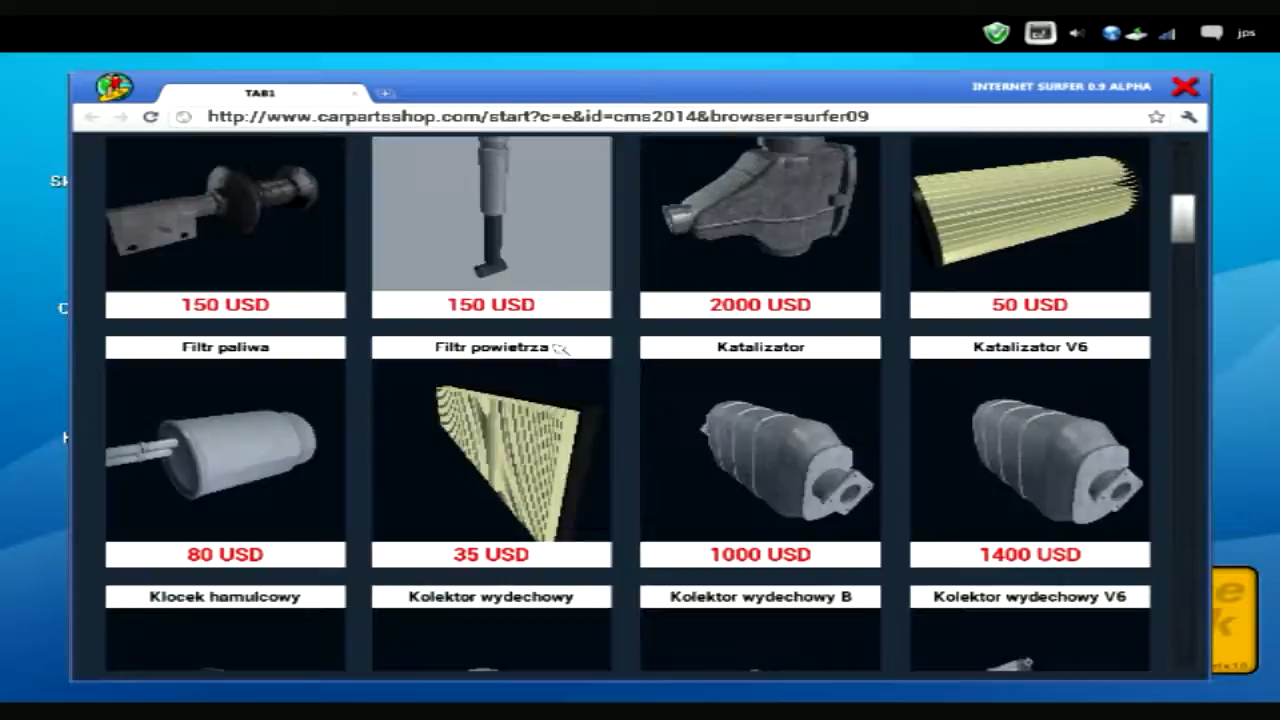 jps
TAB1
INTERNET SURFER 0.9 ALPHA
http://www.carpartsshop.com/start?c=e&id=cms2014&browser=surfer09
150 USD
150 USD
2000 USD
50 USD
Filtr paliwa
Filtr powietrza
Katalizator
Katalizator V6
80 USD
35 USD
1000 USD
1400 USD
Klocek hamulcowy
Kolektor wydechowy
Kolektor wydechowy B
Kolektor wydechowy V6